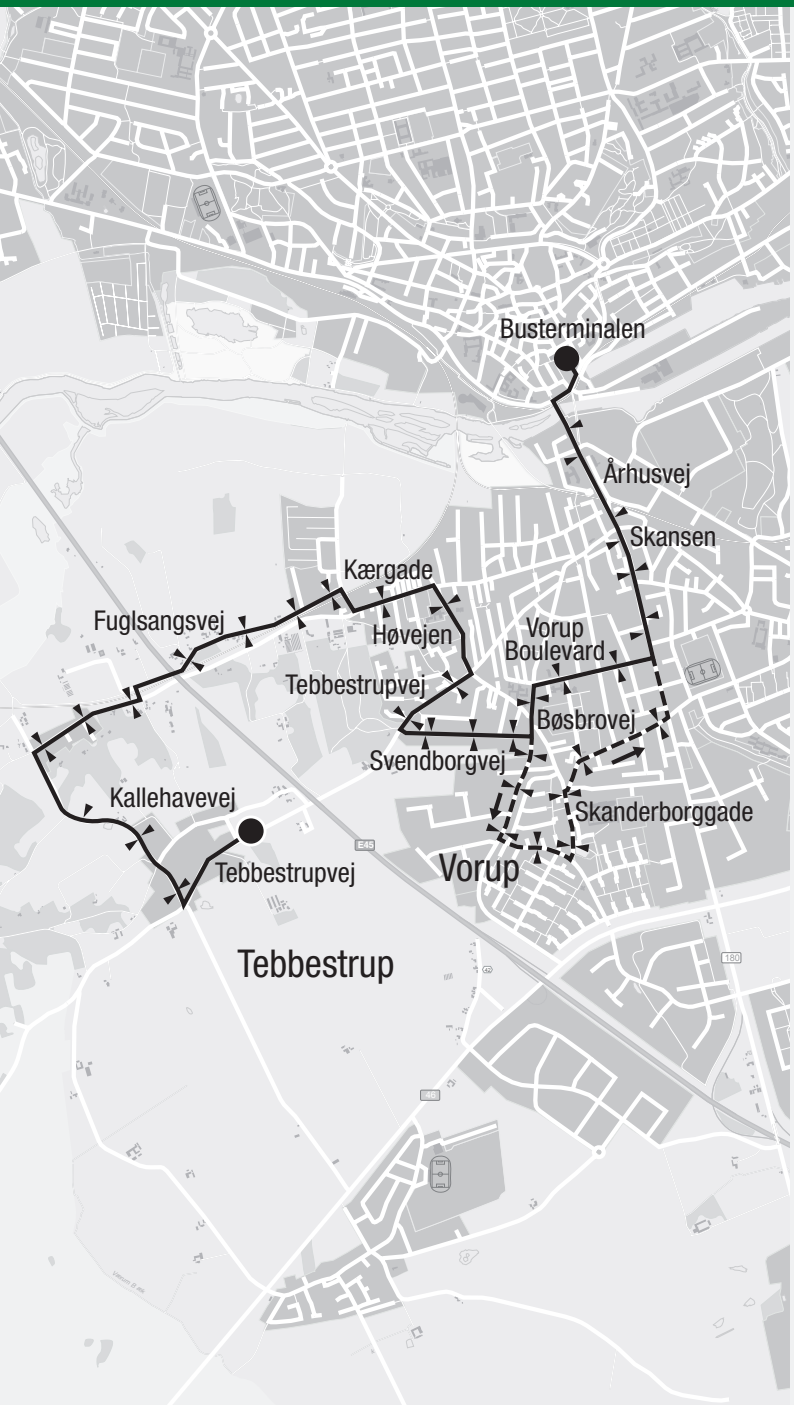 Busterminalen
Århusvej
Skansen
Kærgade
Fuglsangsvej
Høvejen
Vorup
Boulevard
Tebbestrupvej
Bøsbrovej
Svendborgvej
Kallehavevej
Skanderborggade
E45
Vorup
Tebbestrupvej
Tebbestrup
180
46